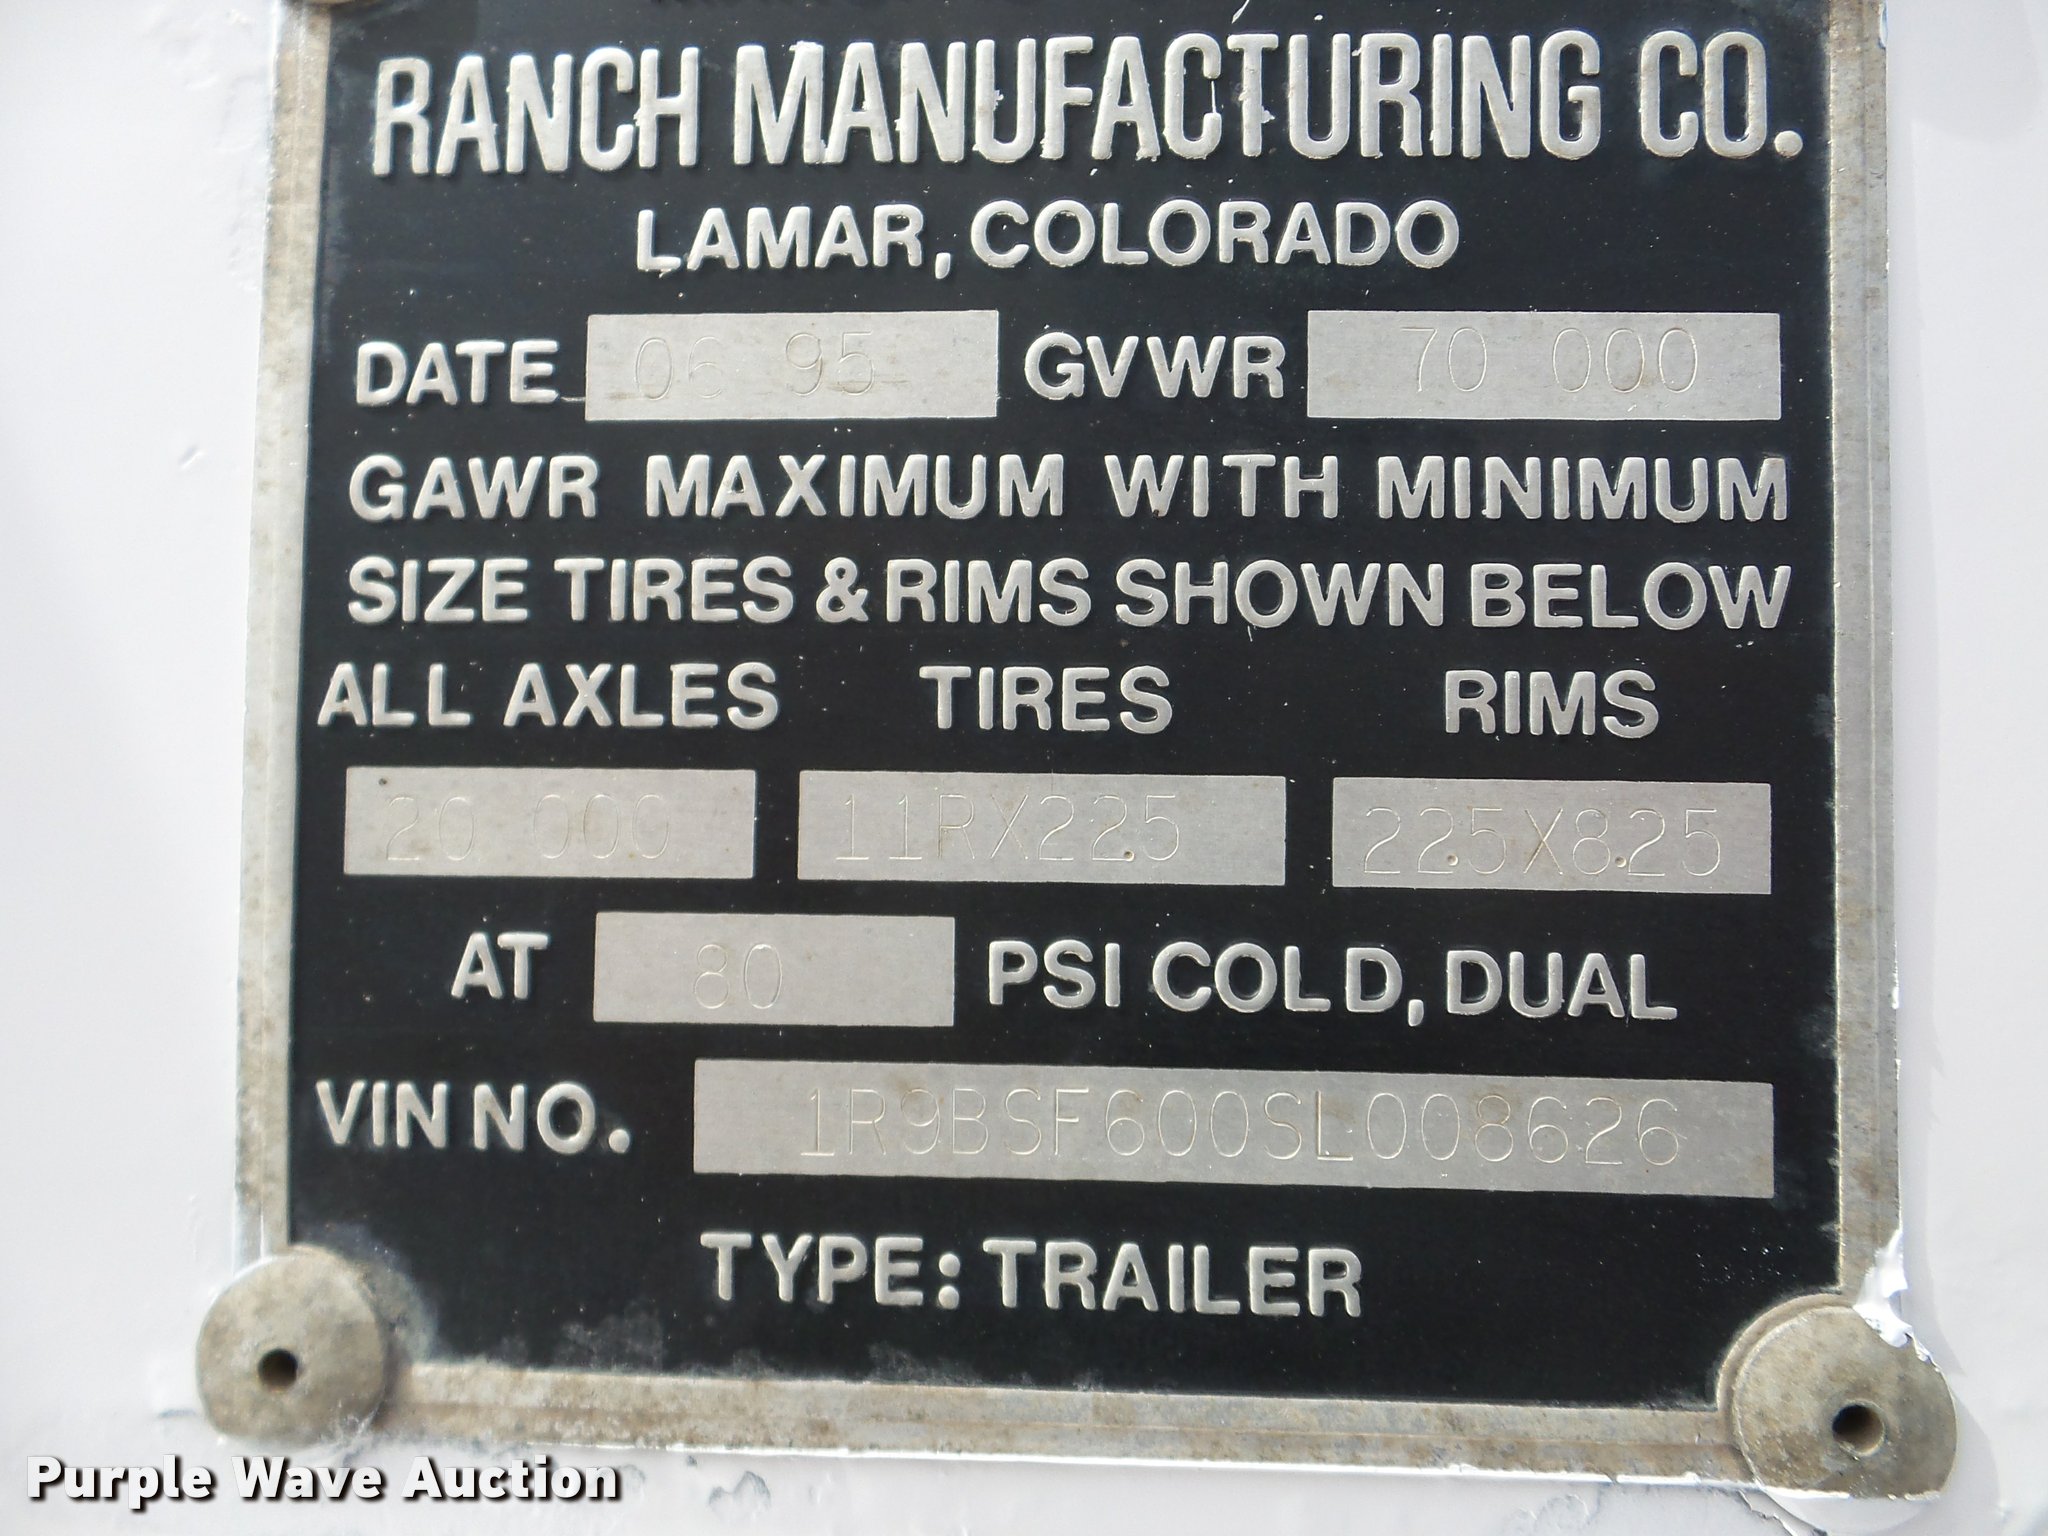 RANCH MANUFACTURING CO.
LAMAR, COLORADO
DATE 06 95 GVWR 70 000
GAWR MAXIMUM WITH MINIMUM
SIZE TIRES & RIMS SHOWN BELOW
ALL AXLES TIRES RIMS
20 000 11RX22.5 22.5X8.25
AT 80 PSI COLD, DUAL
VIN NO. 1R9BSF600SL008626
TYPE: TRAILER
Purple Wave Auction